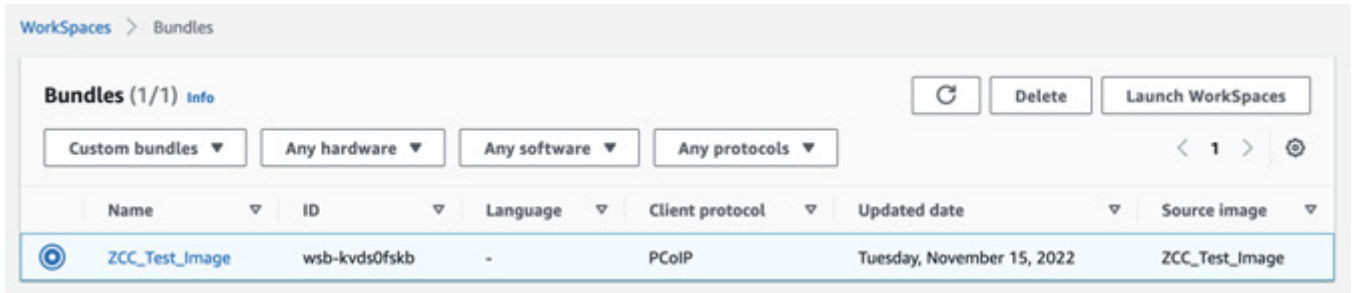 WorkSpaces > Bundles
Bundles (1/1) Info Delete Launch WorkSpaces
Custom bundles ▼ Any hardware ▼ Any software ▼ Any protocols ▼ < 1 >
Name ID Language Client protocol Updated date Source image
ZCC_Test_Image wsb-kvds0fskb - PCoIP Tuesday, November 15, 2022 ZCC_Test_Image